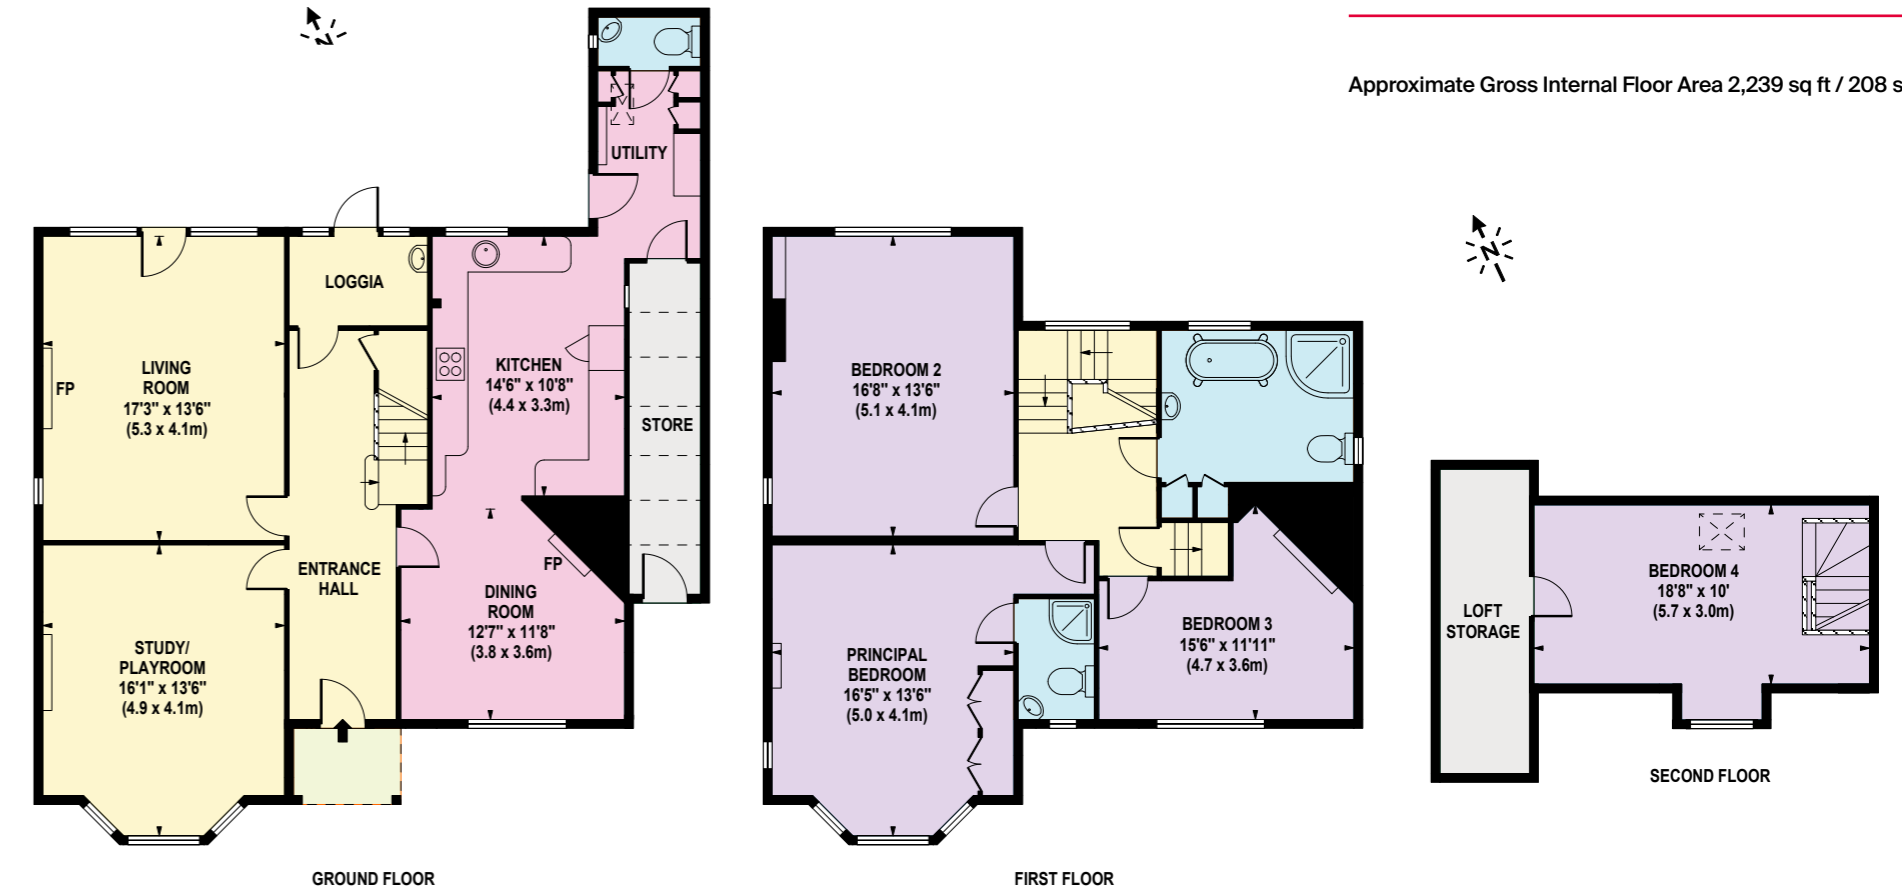 N
Approximate Gross Internal Floor Area 2,239 sq ft / 208 s
UTILITY
LOGGIA
LIVING
ROOM
17'3" x 13'6"
(5.3 x 4.1m)
FP
KITCHEN
14'6" x 10'8"
(4.4 x 3.3m)
STORE
ENTRANCE
HALL
FP
DINING
ROOM
12'7" x 11'8"
(3.8 x 3.6m)
STUDY/
PLAYROOM
16'1" x 13'6"
(4.9 x 4.1m)
GROUND FLOOR
BEDROOM 2
16'8" x 13'6"
(5.1 x 4.1m)
PRINCIPAL
BEDROOM
16'5" x 13'6"
(5.0 x 4.1m)
BEDROOM 3
15'6" x 11'11"
(4.7 x 3.6m)
FIRST FLOOR
N
LOFT
STORAGE
BEDROOM 4
18'8" x 10'
(5.7 x 3.0m)
SECOND FLOOR